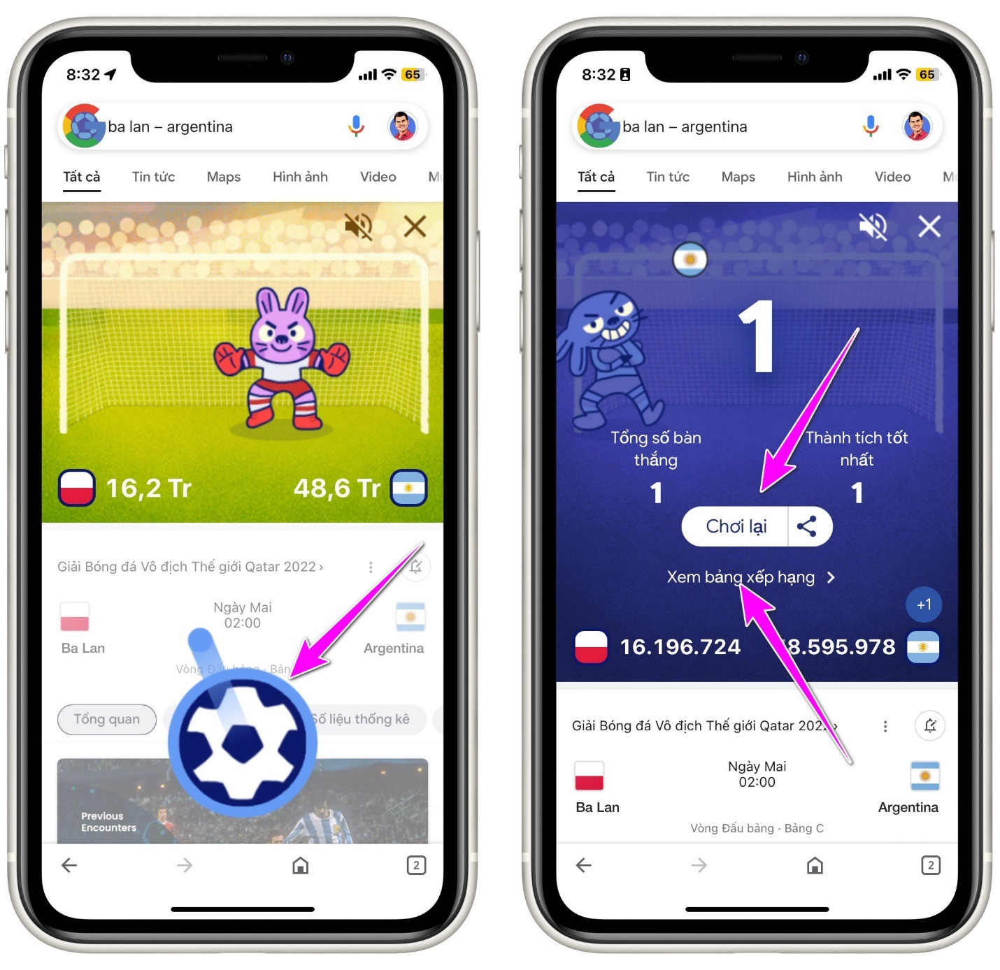 8:32
65
ba lan – argentina
Tất cả Tin tức Maps Hình ảnh Video
16,2 Tr 48,6 Tr
Giải Bóng đá Vô địch Thế giới Qatar 2022 ›
Ngày Mai
02:00
Ba Lan Argentina
Vòng Đấu bảng · Bản
Tổng quan Số liệu thống kê
Previous
Encounters
2
8:32
65
ba lan – argentina
Tất cả Tin tức Maps Hình ảnh Video
1
Tổng số bàn
thắng
1
Thành tích tốt
nhất
1
Chơi lại
Xem bảng xếp hạng
+1
16.196.724 8.595.978
Giải Bóng đá Vô địch Thế giới Qatar 202 ›
Ngày Mai
02:00
Ba Lan Argentina
Vòng Đấu bảng · Bảng C
2